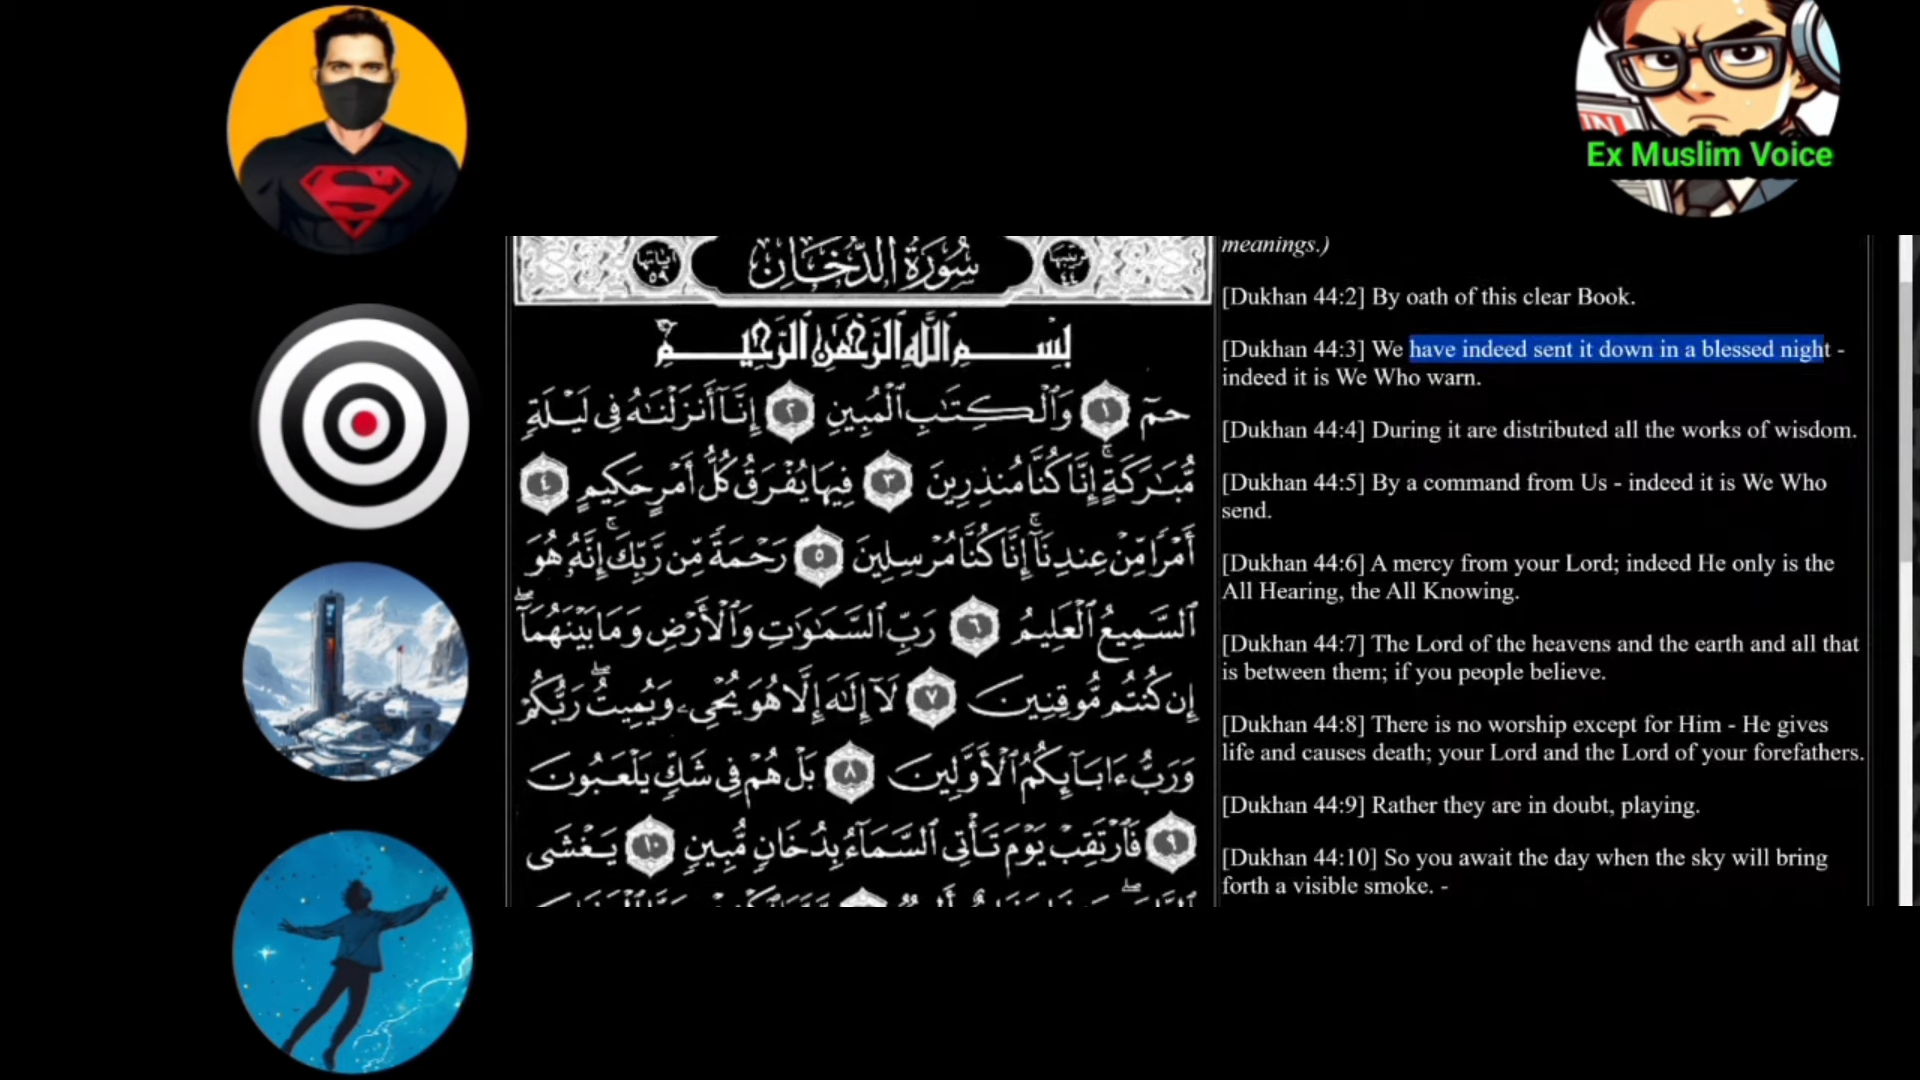 IN
Ex Muslim Voice
سُورَةُ الدُّخَانِ
آياتها
٥٩
ترتيبها
٤٤
بِسْمِ اللَّهِ الرَّحْمَٰنِ الرَّحِيمِ
حمٓ ١ وَٱلْكِتَٰبِ ٱلْمُبِينِ ٢ إِنَّآ أَنزَلْنَٰهُ فِى لَيْلَةٍ
مُّبَٰرَكَةٍ ۚ إِنَّا كُنَّا مُنذِرِينَ ٣ فِيهَا يُفْرَقُ كُلُّ أَمْرٍ حَكِيمٍ ٤
أَمْرًا مِّنْ عِندِنَآ ۚ إِنَّا كُنَّا مُرْسِلِينَ ٥ رَحْمَةً مِّن رَّبِّكَ ۚ إِنَّهُۥ هُوَ
ٱلسَّمِيعُ ٱلْعَلِيمُ ٦ رَبِّ ٱلسَّمَٰوَٰتِ وَٱلْأَرْضِ وَمَا بَيْنَهُمَآ ۖ
إِن كُنتُم مُّوقِنِينَ ٧ لَآ إِلَٰهَ إِلَّا هُوَ يُحْىِۦ وَيُمِيتُ ۖ رَبُّكُمْ
وَرَبُّ ءَابَآئِكُمُ ٱلْأَوَّلِينَ ٨ بَلْ هُمْ فِى شَكٍّ يَلْعَبُونَ
٩ فَٱرْتَقِبْ يَوْمَ تَأْتِى ٱلسَّمَآءُ بِدُخَانٍ مُّبِينٍ ١٠ يَغْشَى
meanings.)
[Dukhan 44:2] By oath of this clear Book.
[Dukhan 44:3] We have indeed sent it down in a blessed night -
indeed it is We Who warn.
[Dukhan 44:4] During it are distributed all the works of wisdom.
[Dukhan 44:5] By a command from Us - indeed it is We Who
send.
[Dukhan 44:6] A mercy from your Lord; indeed He only is the
All Hearing, the All Knowing.
[Dukhan 44:7] The Lord of the heavens and the earth and all that
is between them; if you people believe.
[Dukhan 44:8] There is no worship except for Him - He gives
life and causes death; your Lord and the Lord of your forefathers.
[Dukhan 44:9] Rather they are in doubt, playing.
[Dukhan 44:10] So you await the day when the sky will bring
forth a visible smoke. -